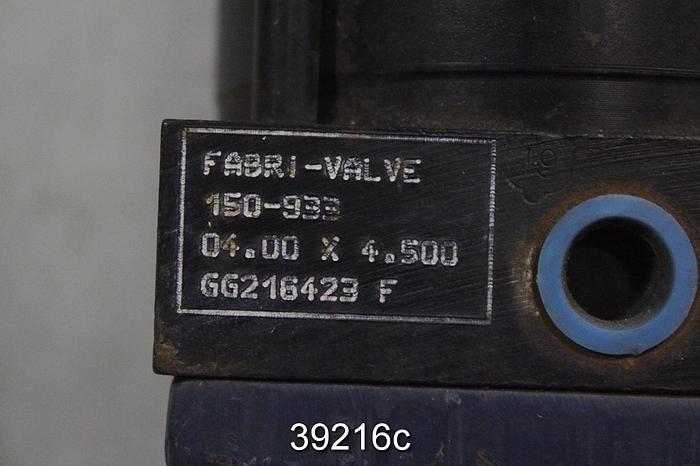 FABRI-VALVE
150-933
04.00 X 4.500
GG216423 F
39216c